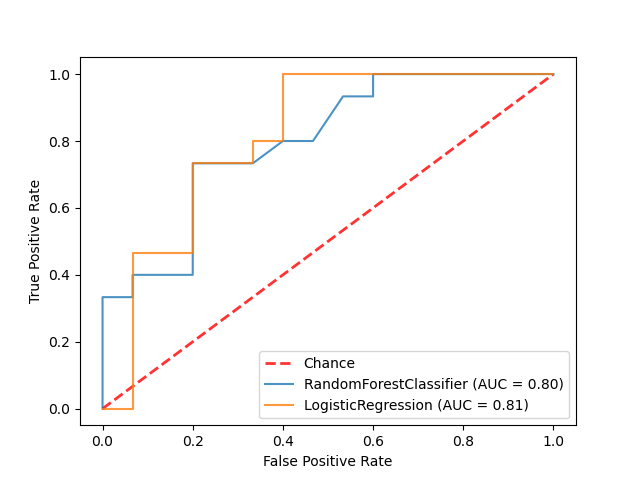 1.0
0.8
0.6
0.4
0.2
0.0
True Positive Rate
Chance
RandomForestClassifier (AUC = 0.80)
LogisticRegression (AUC = 0.81)
0.0 0.2 0.4 0.6 0.8 1.0
False Positive Rate